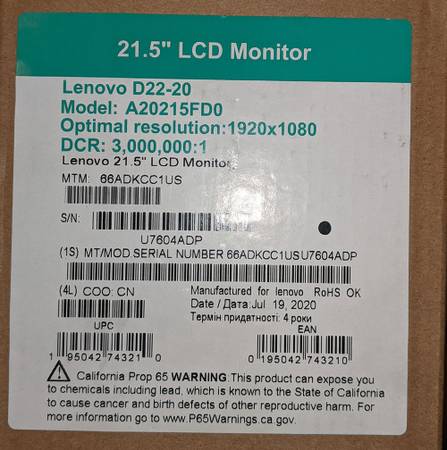 21.5" LCD Monitor
Lenovo D22-20
Model: A20215FD0
Optimal resolution:1920x1080
DCR: 3,000,000:1
Lenovo 21.5" LCD Monitor
MTM: 66ADKCC1US
S/N:
U7604ADP
(1S) MT/MOD.SERIAL NUMBER 66ADKCC1USU7604ADP
(4L) COO: CN
Manufactured for lenovo RoHS OK
Date / Дата:Jul 19, 2020
Термін придатності: 4 роки
UPC
EAN
1 95042 74321 0
0 195042 743210
California Prop 65 WARNING:This product can expose you
to chemicals including lead, which is known to the State of California
to cause cancer and birth defects of other reproductive harm. For
more information go to www.P65Warnings.ca.gov.